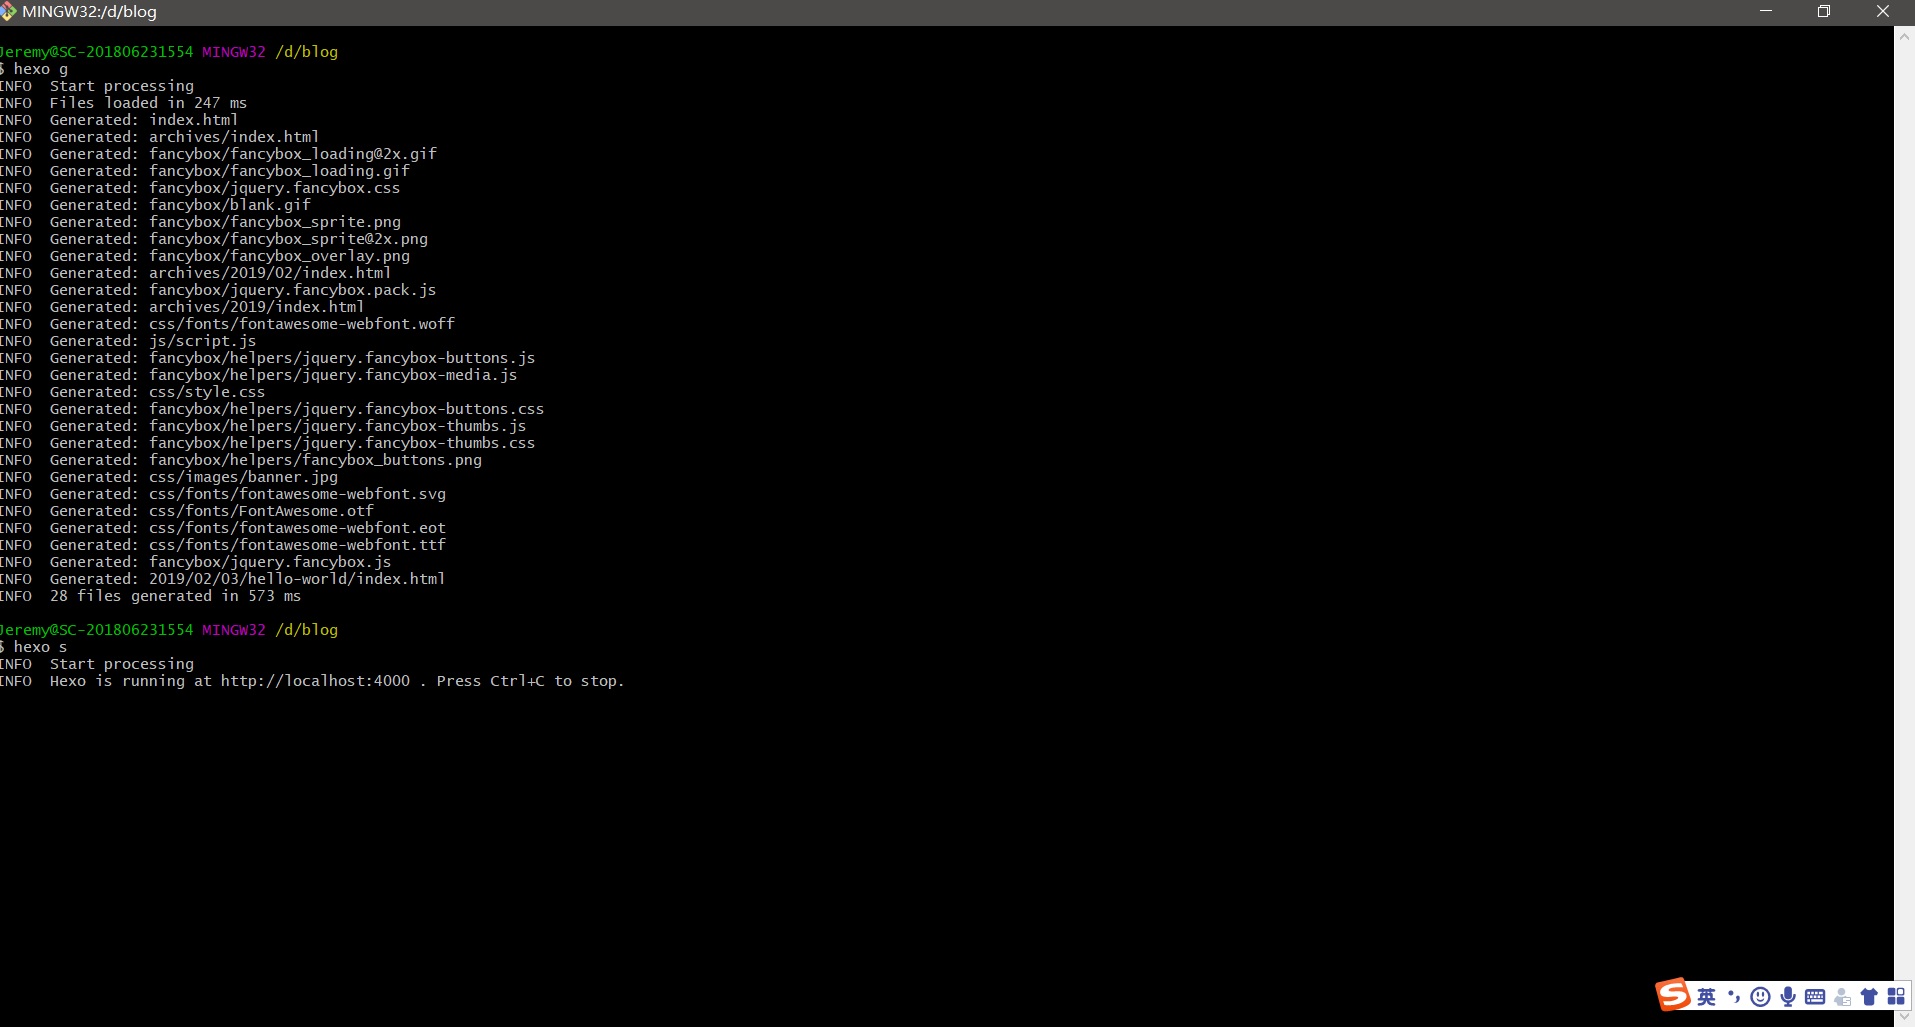 MINGW32:/d/blog
Jeremy@SC-201806231554 MINGW32 /d/blog
$ hexo g
INFO  Start processing
INFO  Files loaded in 247 ms
INFO  Generated: index.html
INFO  Generated: archives/index.html
INFO  Generated: fancybox/fancybox_loading@2x.gif
INFO  Generated: fancybox/fancybox_loading.gif
INFO  Generated: fancybox/jquery.fancybox.css
INFO  Generated: fancybox/blank.gif
INFO  Generated: fancybox/fancybox_sprite.png
INFO  Generated: fancybox/fancybox_sprite@2x.png
INFO  Generated: fancybox/fancybox_overlay.png
INFO  Generated: archives/2019/02/index.html
INFO  Generated: fancybox/jquery.fancybox.pack.js
INFO  Generated: archives/2019/index.html
INFO  Generated: css/fonts/fontawesome-webfont.woff
INFO  Generated: js/script.js
INFO  Generated: fancybox/helpers/jquery.fancybox-buttons.js
INFO  Generated: fancybox/helpers/jquery.fancybox-media.js
INFO  Generated: css/style.css
INFO  Generated: fancybox/helpers/jquery.fancybox-buttons.css
INFO  Generated: fancybox/helpers/jquery.fancybox-thumbs.js
INFO  Generated: fancybox/helpers/jquery.fancybox-thumbs.css
INFO  Generated: fancybox/helpers/fancybox_buttons.png
INFO  Generated: css/images/banner.jpg
INFO  Generated: css/fonts/fontawesome-webfont.svg
INFO  Generated: css/fonts/FontAwesome.otf
INFO  Generated: css/fonts/fontawesome-webfont.eot
INFO  Generated: css/fonts/fontawesome-webfont.ttf
INFO  Generated: fancybox/jquery.fancybox.js
INFO  Generated: 2019/02/03/hello-world/index.html
INFO  28 files generated in 573 ms
Jeremy@SC-201806231554 MINGW32 /d/blog
$ hexo s
INFO  Start processing
INFO  Hexo is running at http://localhost:4000 . Press Ctrl+C to stop.
S 英